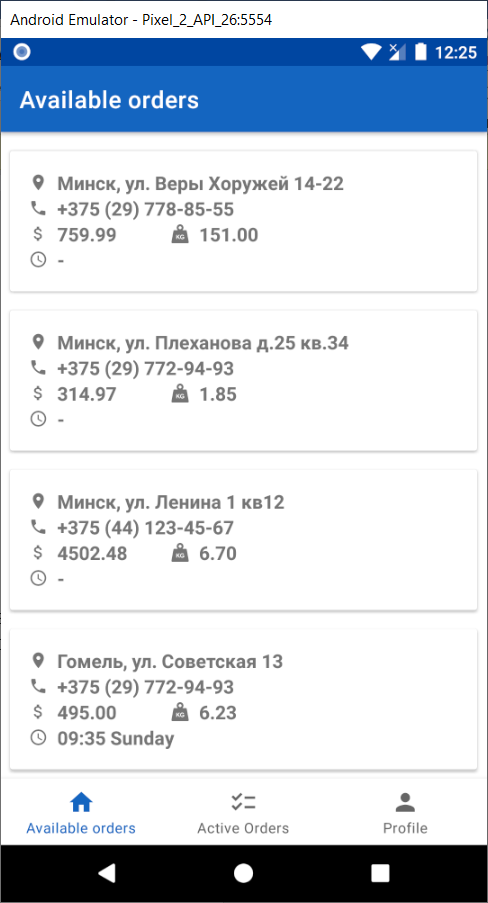 Android Emulator - Pixel_2_API_26:5554
12:25
Available orders
Минск, ул. Веры Хоружей 14-22
+375 (29) 778-85-55
$ 759.99 KG 151.00
-
Минск, ул. Плеханова д.25 кв.34
+375 (29) 772-94-93
$ 314.97 KG 1.85
-
Минск, ул. Ленина 1 кв12
+375 (44) 123-45-67
$ 4502.48 KG 6.70
-
Гомель, ул. Советская 13
+375 (29) 772-94-93
$ 495.00 KG 6.23
09:35 Sunday
Available orders Active Orders Profile